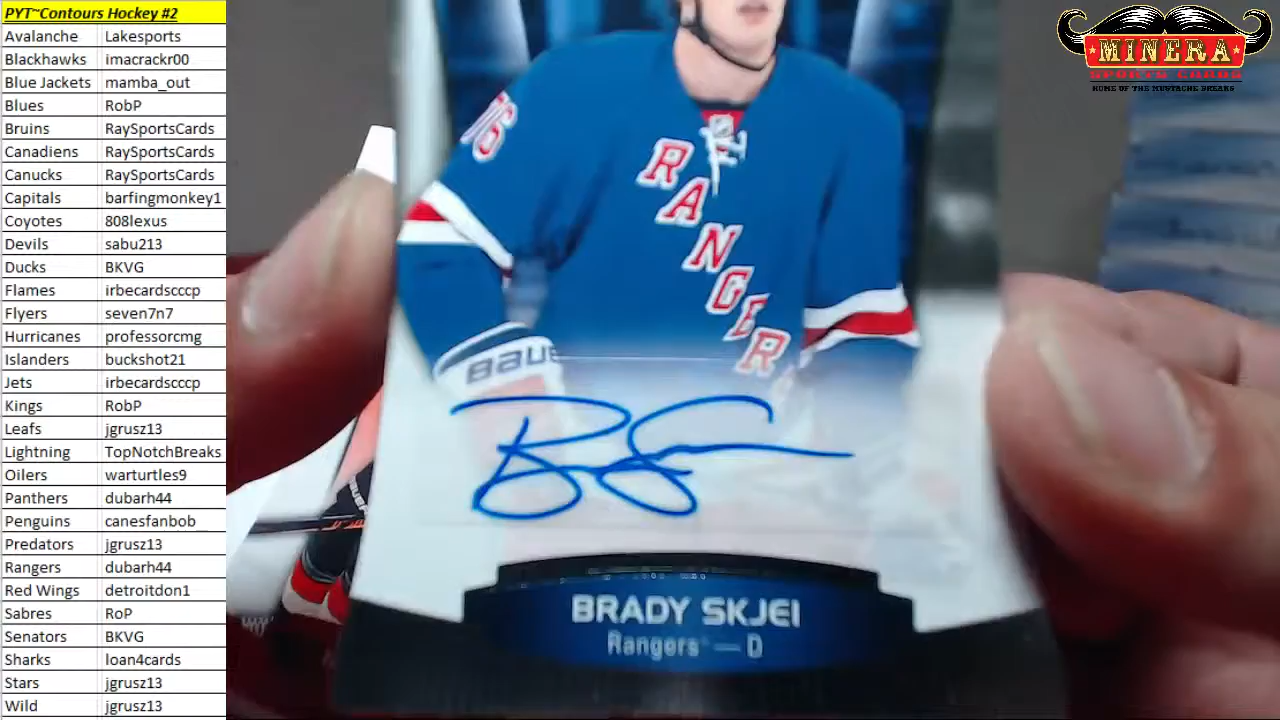 PYT~Contours Hockey #2
Avalanche Lakesports
Blackhawks imacrackr00
Blue Jackets mamba_out
Blues RobP
Bruins RaySportsCards
Canadiens RaySportsCards
Canucks RaySportsCards
Capitals barfingmonkey1
Coyotes 808lexus
Devils sabu213
Ducks BKVG
Flames irbecardscccp
Flyers seven7n7
Hurricanes professorcmg
Islanders buckshot21
Jets irbecardscccp
Kings RobP
Leafs jgrusz13
Lightning TopNotchBreaks
Oilers warturtles9
Panthers dubarh44
Penguins canesfanbob
Predators jgrusz13
Rangers dubarh44
Red Wings detroitdon1
Sabres RoP
Senators BKVG
Sharks loan4cards
Stars jgrusz13
Wild jgrusz13
MINERA
SPORTS CARDS
HOME OF THE MUSTACHE BREAKS
76
RANGER
BAUE
BRADY SKJEI
Rangers — D